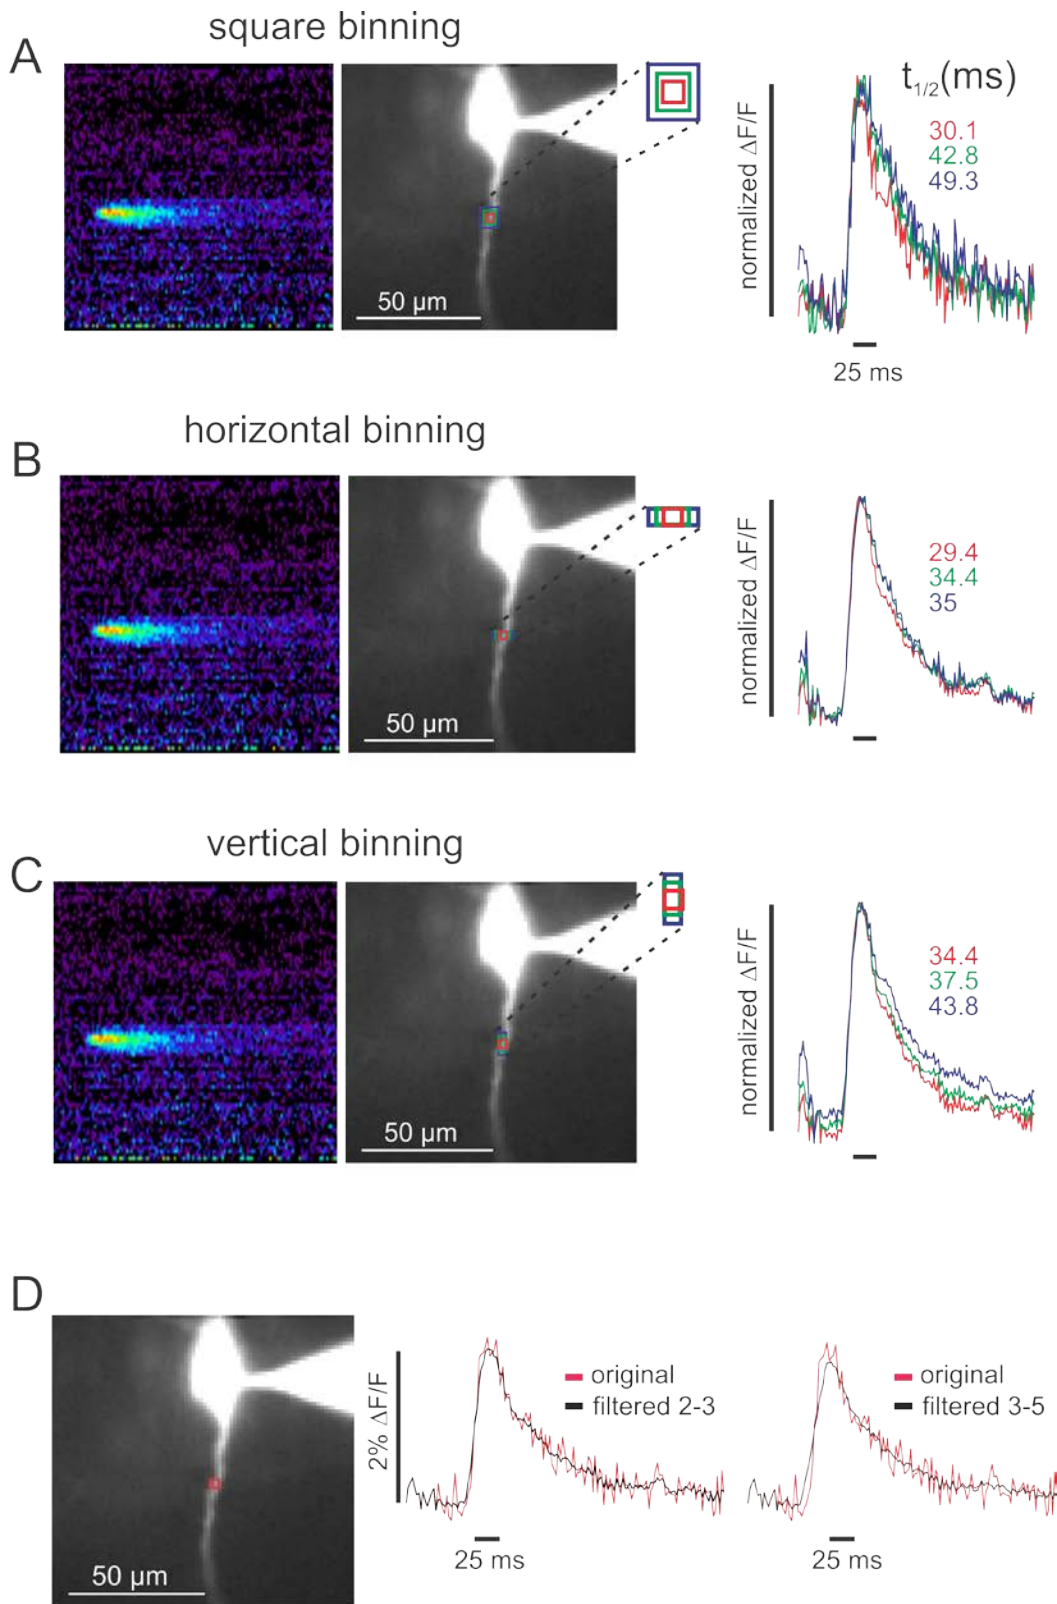 square binning
A
t1/2(ms)
30.1
42.8
49.3
normalized ΔF/F
50 µm
25 ms
horizontal binning
B
29.4
34.4
35
normalized ΔF/F
50 µm
vertical binning
C
34.4
37.5
43.8
normalized ΔF/F
50 µm
D
2% ΔF/F
original
filtered 2-3
original
filtered 3-5
50 µm
25 ms
25 ms